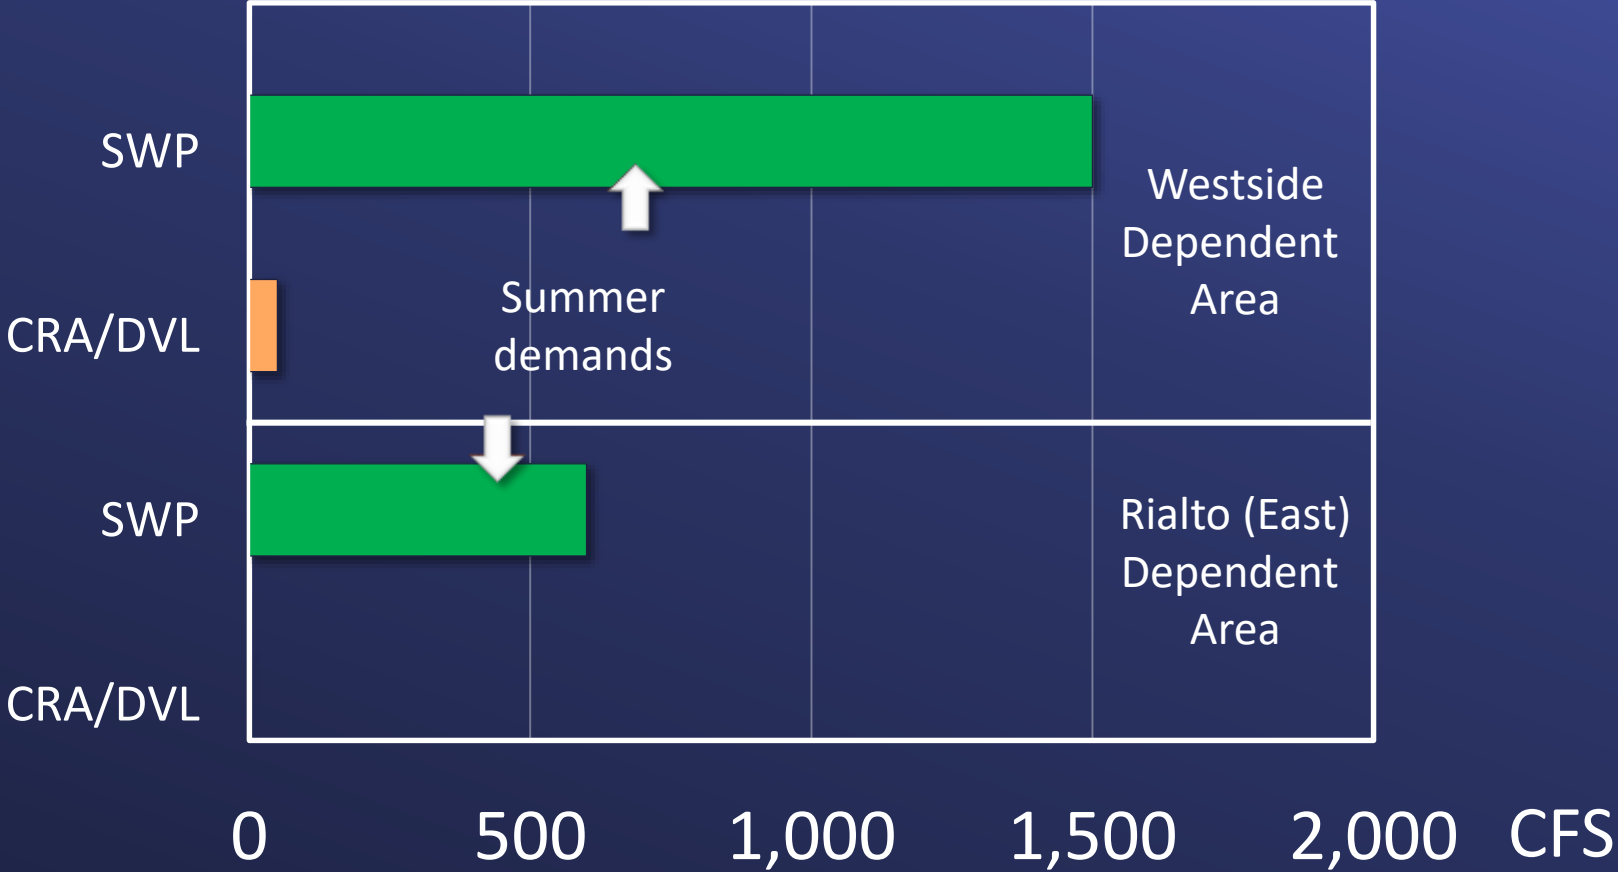 SWP
CRA/DVL
Summer
demands
Westside
Dependent
Area
SWP
CRA/DVL
Rialto (East)
Dependent
Area
0 500 1,000 1,500 2,000 CFS